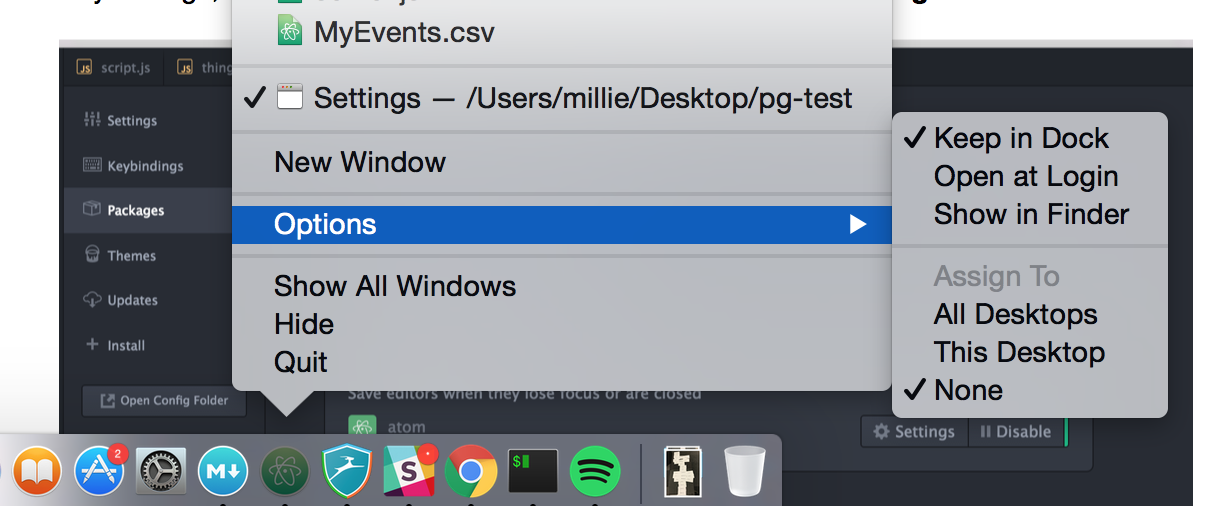 MyEvents.csv
script.js
Settings — /Users/millie/Desktop/pg-test
Settings
Keybindings
Packages
Themes
Updates
Install
Open Config Folder
New Window
Options
Show All Windows
Hide
Quit
Keep in Dock
Open at Login
Show in Finder
Assign To
All Desktops
This Desktop
None
Save editors when they lose focus or are closed
atom
Settings
Disable
2
M
S
$